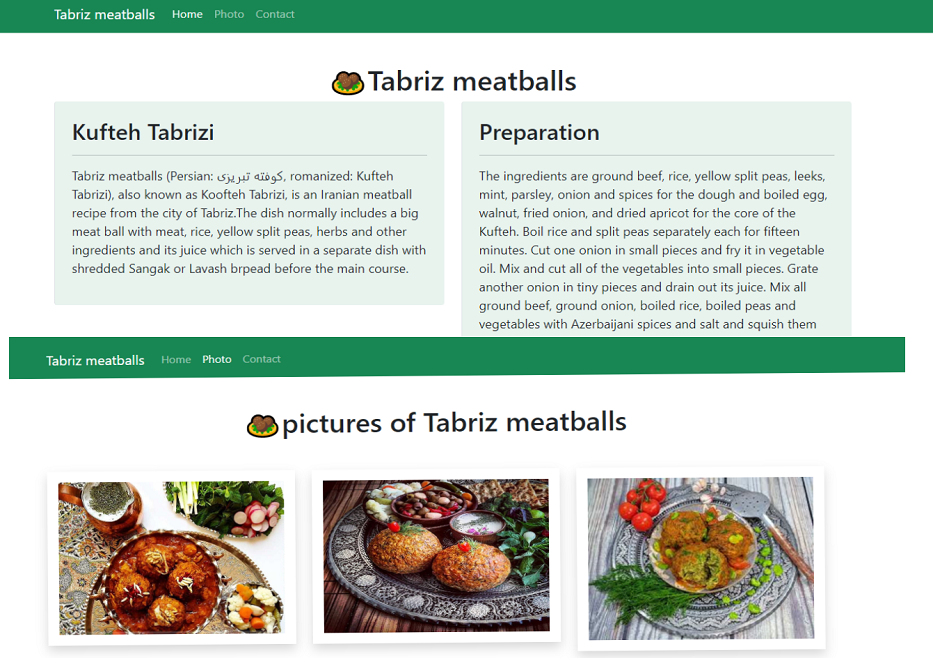 Tabriz meatballs Home Photo Contact
Tabriz meatballs
Kufteh Tabrizi
Tabriz meatballs (Persian: کوفته تبریزی, romanized: Kufteh
Tabrizi), also known as Koofteh Tabrizi, is an Iranian meatball
recipe from the city of Tabriz.The dish normally includes a big
meat ball with meat, rice, yellow split peas, herbs and other
ingredients and its juice which is served in a separate dish with
shredded Sangak or Lavash brpead before the main course.
Preparation
The ingredients are ground beef, rice, yellow split peas, leeks,
mint, parsley, onion and spices for the dough and boiled egg,
walnut, fried onion, and dried apricot for the core of the
Kufteh. Boil rice and split peas separately each for fifteen
minutes. Cut one onion in small pieces and fry it in vegetable
oil. Mix and cut all of the vegetables into small pieces. Grate
another onion in tiny pieces and drain out its juice. Mix all
ground beef, ground onion, boiled rice, boiled peas and
vegetables with Azerbaijani spices and salt and squish them
Tabriz meatballs Home Photo Contact
pictures of Tabriz meatballs